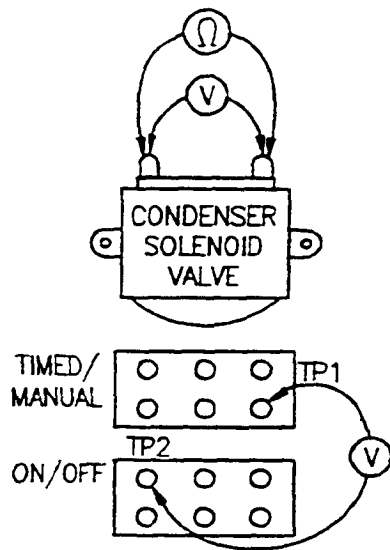 Ω
V
CONDENSER
SOLENOID
VALVE
TIMED/
MANUAL
TP1
V
TP2
ON/OFF